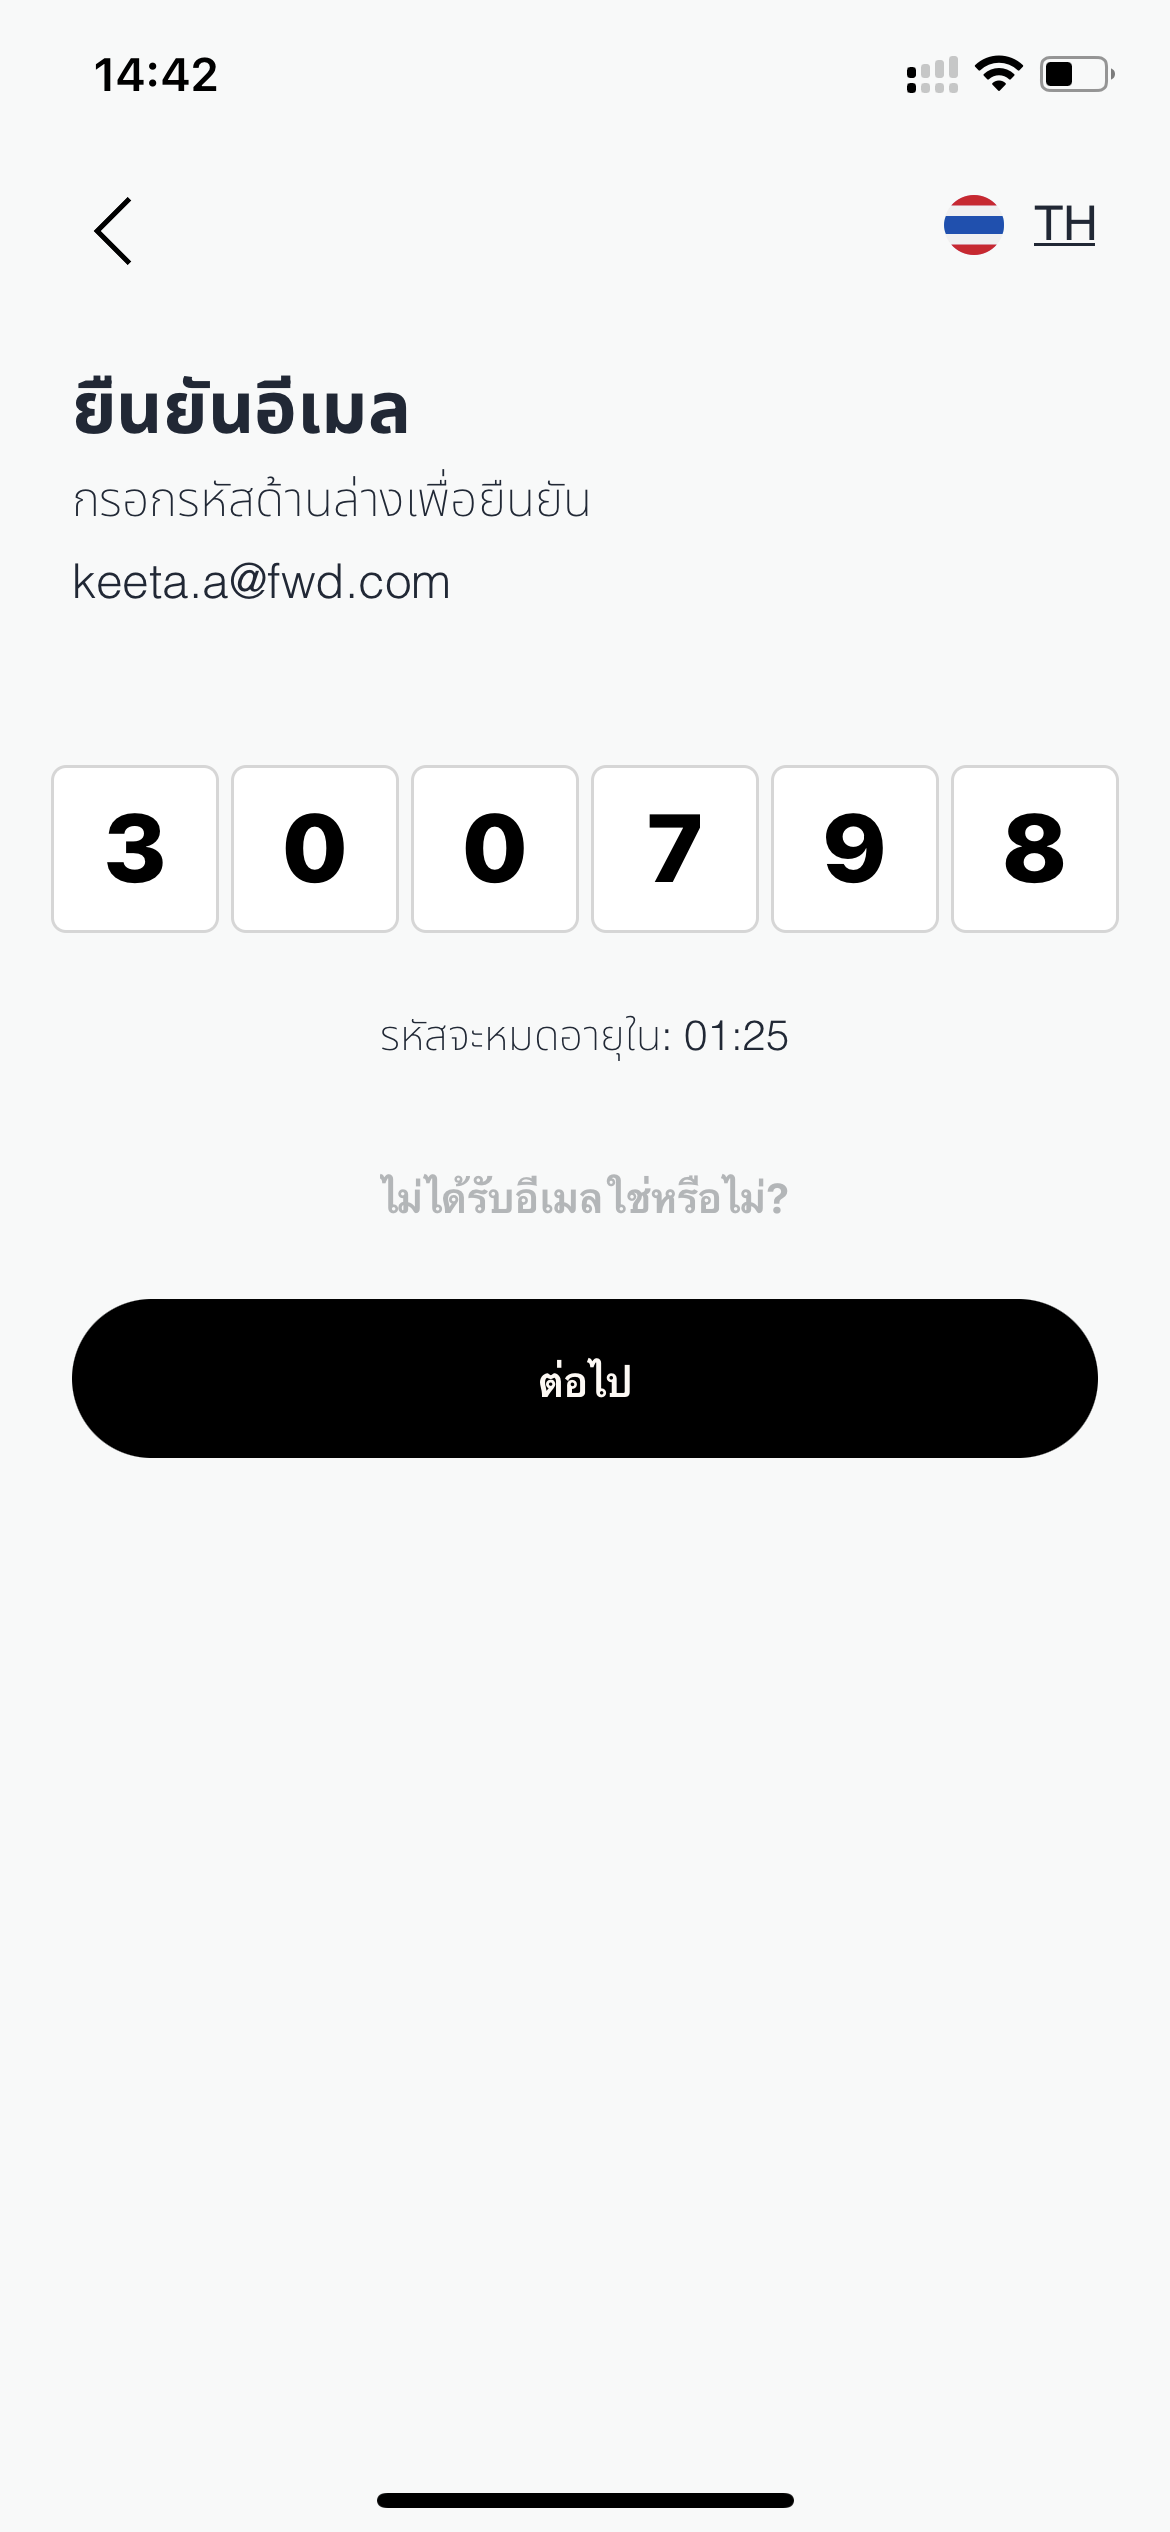 14:42
TH
ยืนยันอีเมล
กรอกรหัสด้านล่างเพื่อยืนยัน
keeta.a@fwd.com
3 0 0 7 9 8
รหัสจะหมดอายุใน: 01:25
ไม่ได้รับอีเมล ใช่หรือไม่?
ต่อไป